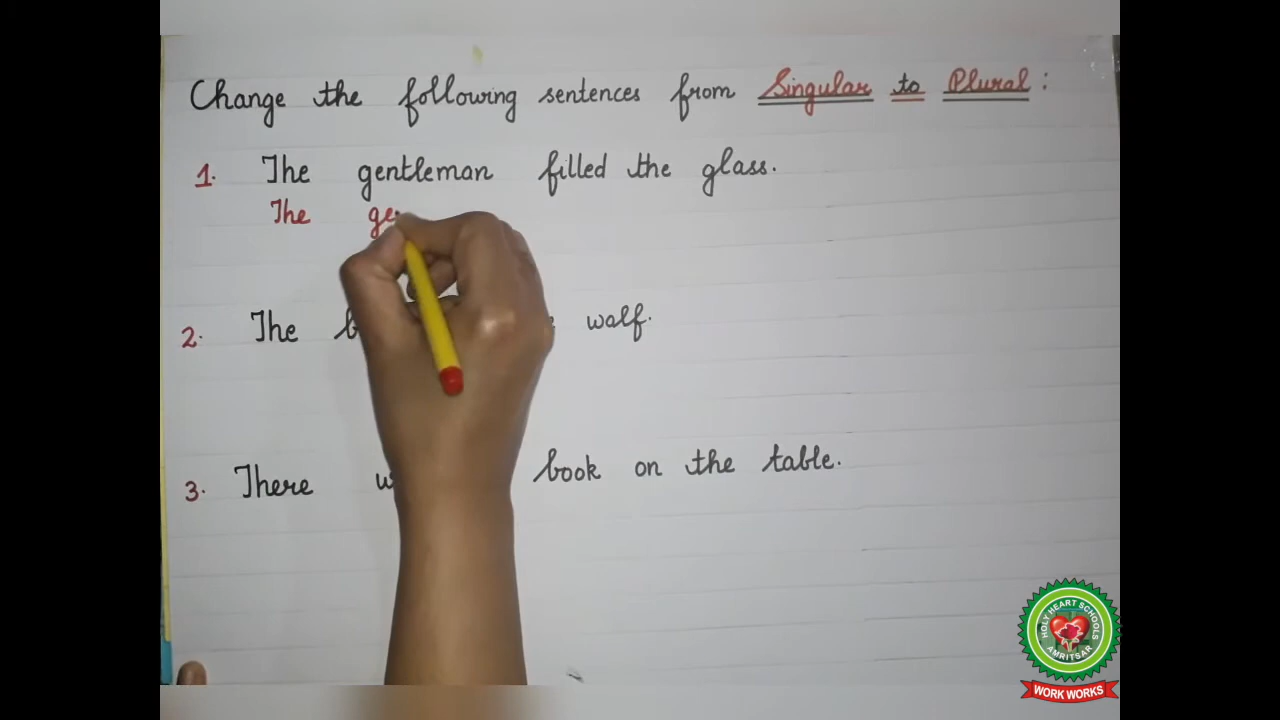 Change the following sentences from Singular to Plural :
1. The gentleman filled the glass.
The ge
2. The walf.
3. There book on the table.
HOLY HEART SCHOOLS
AMRITSAR
WORK WORKS